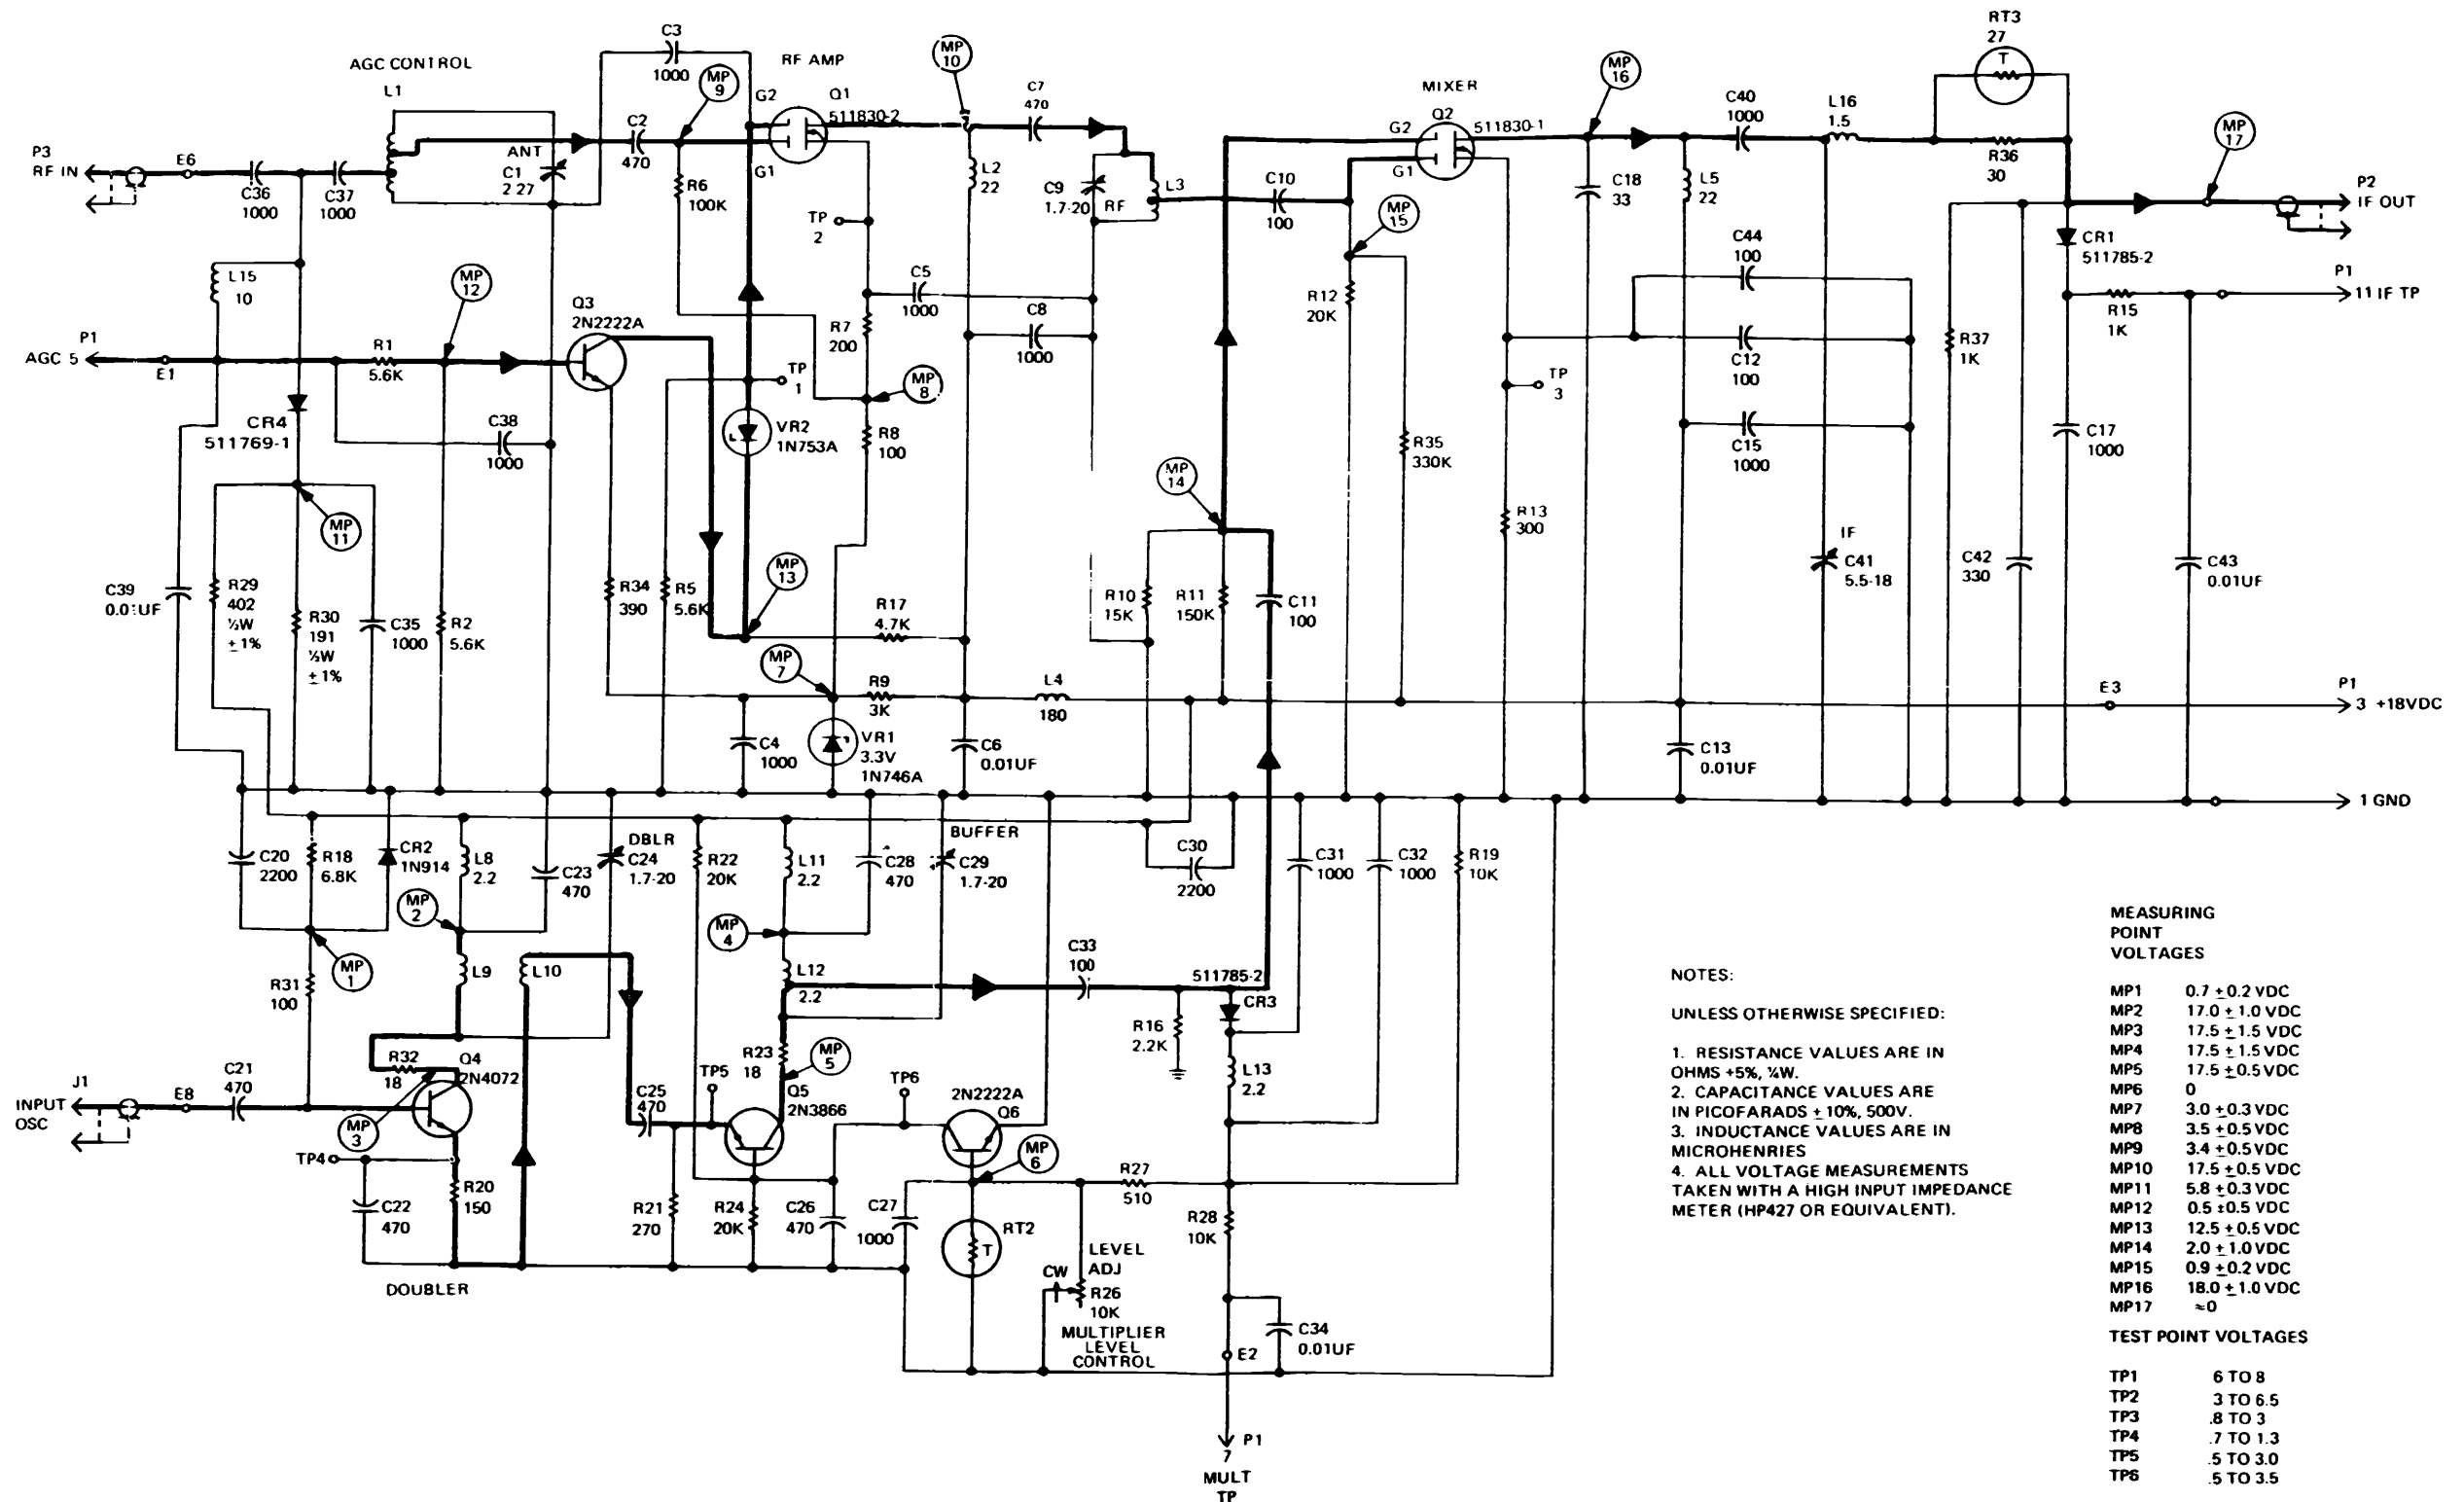 AGC CONTROL
L1
C3
1000
MP
9
RF AMP
G2
Q1
511830-2
G1
MP
10
C7
470
MIXER
G2
Q2
511830-1
G1
MP
16
C40
1000
L16
1.5
RT3
27
T
R36
30
MP
17
P3
RF IN
E6
C36
1000
C37
1000
ANT
C1
2 27
C2
470
R6
100K
TP
2
L2
22
C9
1.7-20
RF
L3
C10
100
MP
15
C18
33
L5
22
P2
IF OUT
CR1
511785-2
L15
10
MP
12
Q3
2N2222A
C5
1000
C8
1000
R7
200
R12
20K
C44
100
C12
100
C15
1000
R37
1K
P1
11 IF TP
R15
1K
P1
AGC 5
E1
R1
5.6K
TP
1
MP
8
TP
3
CR4
511769-1
C38
1000
VR2
1N753A
R8
100
MP
14
R35
330K
C17
1000
MP
11
R13
300
C39
0.01UF
R29
402
½W
±1%
R30
191
½W
±1%
C35
1000
R2
5.6K
R34
390
R5
5.6K
MP
13
R17
4.7K
R10
15K
R11
150K
C11
100
IF
C41
5.5-18
C42
330
C43
0.01UF
MP
7
R9
3K
L4
180
E3
P1
3 +18VDC
C4
1000
VR1
3.3V
1N746A
C6
0.01UF
C13
0.01UF
1 GND
C20
2200
R18
6.8K
CR2
1N914
L8
2.2
C23
470
DBLR
C24
1.7-20
R22
20K
L11
2.2
C28
470
BUFFER
C29
1.7-20
C30
2200
C31
1000
C32
1000
R19
10K
MP
2
MP
1
MP
4
R31
100
L9
L10
L12
2.2
C33
100
511785-2
CR3
R16
2.2K
L13
2.2
R32
18
Q4
2N4072
R23
18
MP
5
J1
INPUT
OSC
E8
C21
470
MP
3
C25
470
TP5
Q5
2N3866
TP6
2N2222A
Q6
MP
6
TP4
C22
470
R20
150
R21
270
R24
20K
C26
470
C27
1000
RT2
T
R27
510
R28
10K
LEVEL
ADJ
CW
R26
10K
MULTIPLIER
LEVEL
CONTROL
DOUBLER
C34
0.01UF
E2
P1
7
MULT
TP
NOTES:
UNLESS OTHERWISE SPECIFIED:
1. RESISTANCE VALUES ARE IN
OHMS +5%, ¼W.
2. CAPACITANCE VALUES ARE
IN PICOFARADS ±10%, 500V.
3. INDUCTANCE VALUES ARE IN
MICROHENRIES
4. ALL VOLTAGE MEASUREMENTS
TAKEN WITH A HIGH INPUT IMPEDANCE
METER (HP427 OR EQUIVALENT).
MEASURING
POINT
VOLTAGES
MP1 0.7 ±0.2 VDC
MP2 17.0 ±1.0 VDC
MP3 17.5 ±1.5 VDC
MP4 17.5 ±1.5 VDC
MP5 17.5 ±0.5 VDC
MP6 0
MP7 3.0 ±0.3 VDC
MP8 3.5 ±0.5 VDC
MP9 3.4 ±0.5 VDC
MP10 17.5 ±0.5 VDC
MP11 5.8 ±0.3 VDC
MP12 0.5 ±0.5 VDC
MP13 12.5 ±0.5 VDC
MP14 2.0 ±1.0 VDC
MP15 0.9 ±0.2 VDC
MP16 18.0 ±1.0 VDC
MP17 ≈0
TEST POINT VOLTAGES
TP1 6 TO 8
TP2 3 TO 6.5
TP3 .8 TO 3
TP4 .7 TO 1.3
TP5 .5 TO 3.0
TP6 .5 TO 3.5